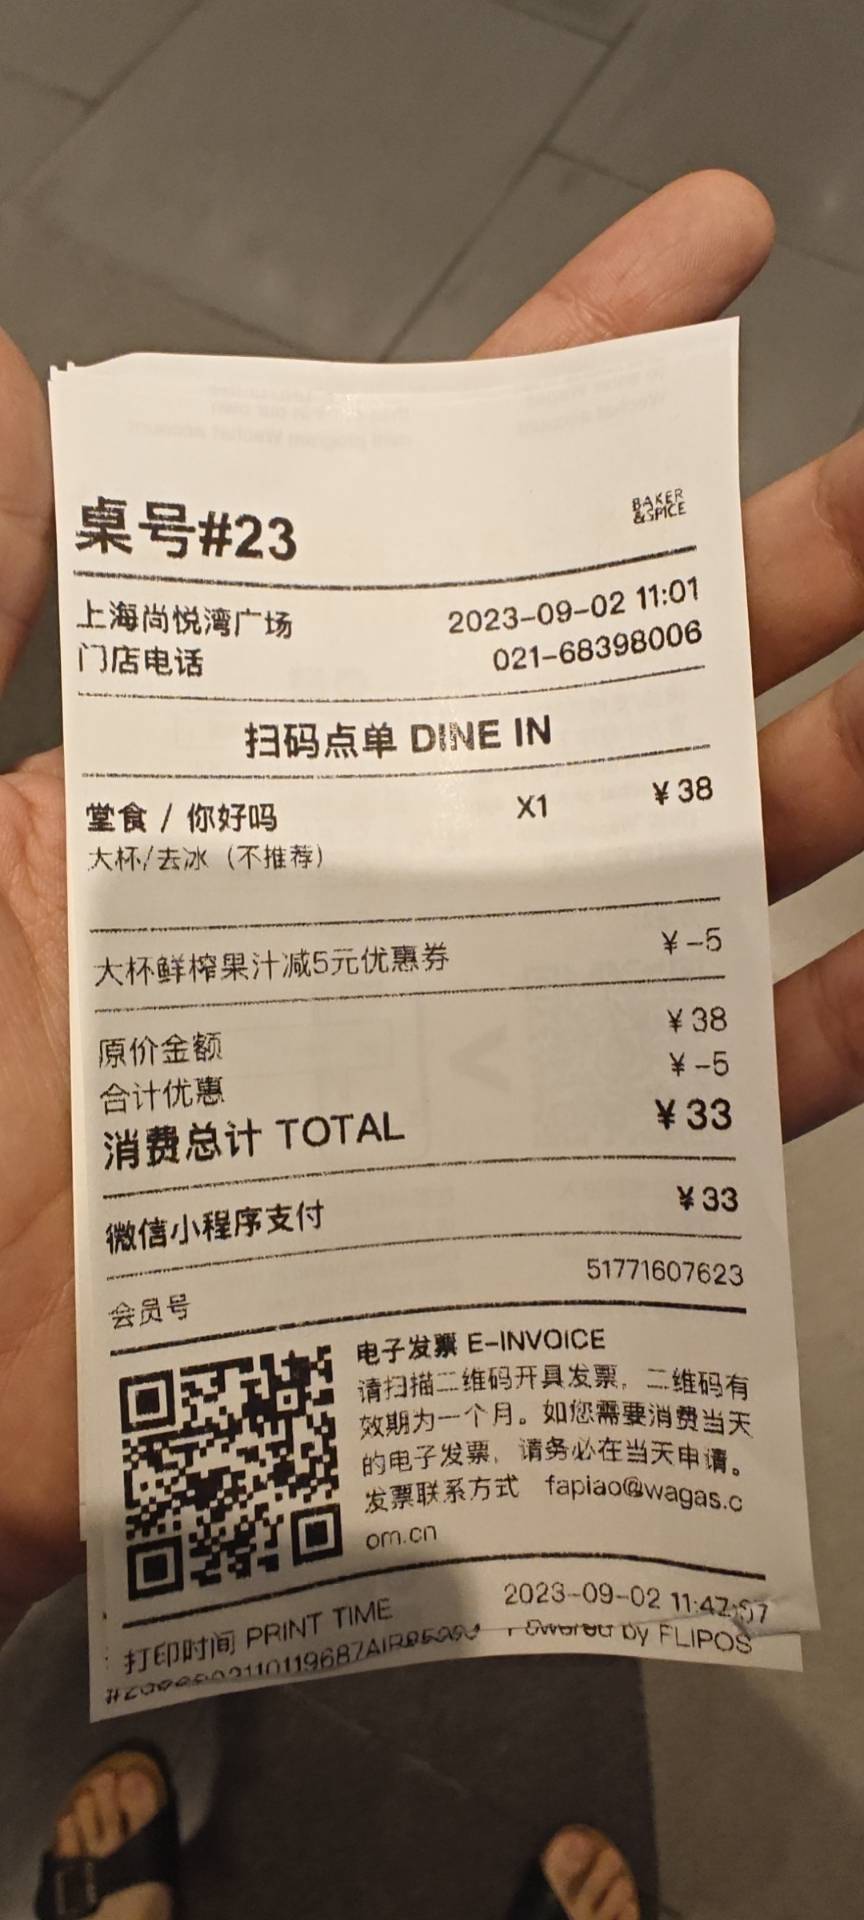 桌号#23
BAKER
&SPICE
上海尚悦湾广场 2023-09-02 11:01
门店电话 021-68398006
扫码点单 DINE IN
堂食 / 你好吗 X1 ¥38
大杯/去冰（不推荐）
大杯鲜榨果汁减5元优惠券 ¥-5
原价金额 ¥38
合计优惠 ¥-5
消费总计 TOTAL ¥33
微信小程序支付 ¥33
会员号 51771607623
电子发票 E-INVOICE
请扫描二维码开具发票，二维码有
效期为一个月。如您需要消费当天
的电子发票，请务必在当天申请。
发票联系方式 fapiao@wagas.c
om.cn
打印时间 PRINT TIME 2023-09-02 11:42:57
Powered by FLIPOS